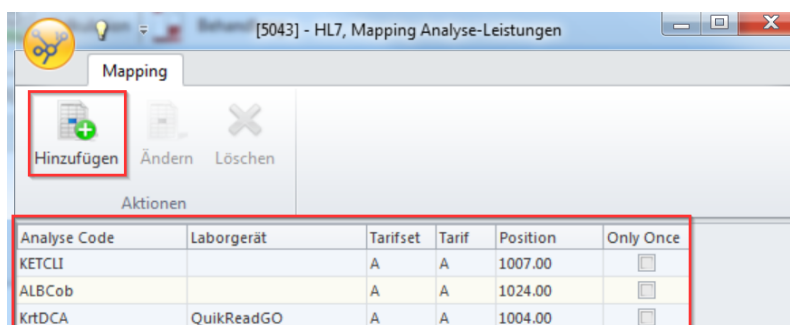 [5043] - HL7, Mapping Analyse-Leistungen
Mapping
Hinzufügen Ändern Löschen
Aktionen
Analyse Code Laborgerät Tarifset Tarif Position Only Once
KETCLI A A 1007.00
ALBCob A A 1024.00
KrtDCA QuikReadGO A A 1004.00